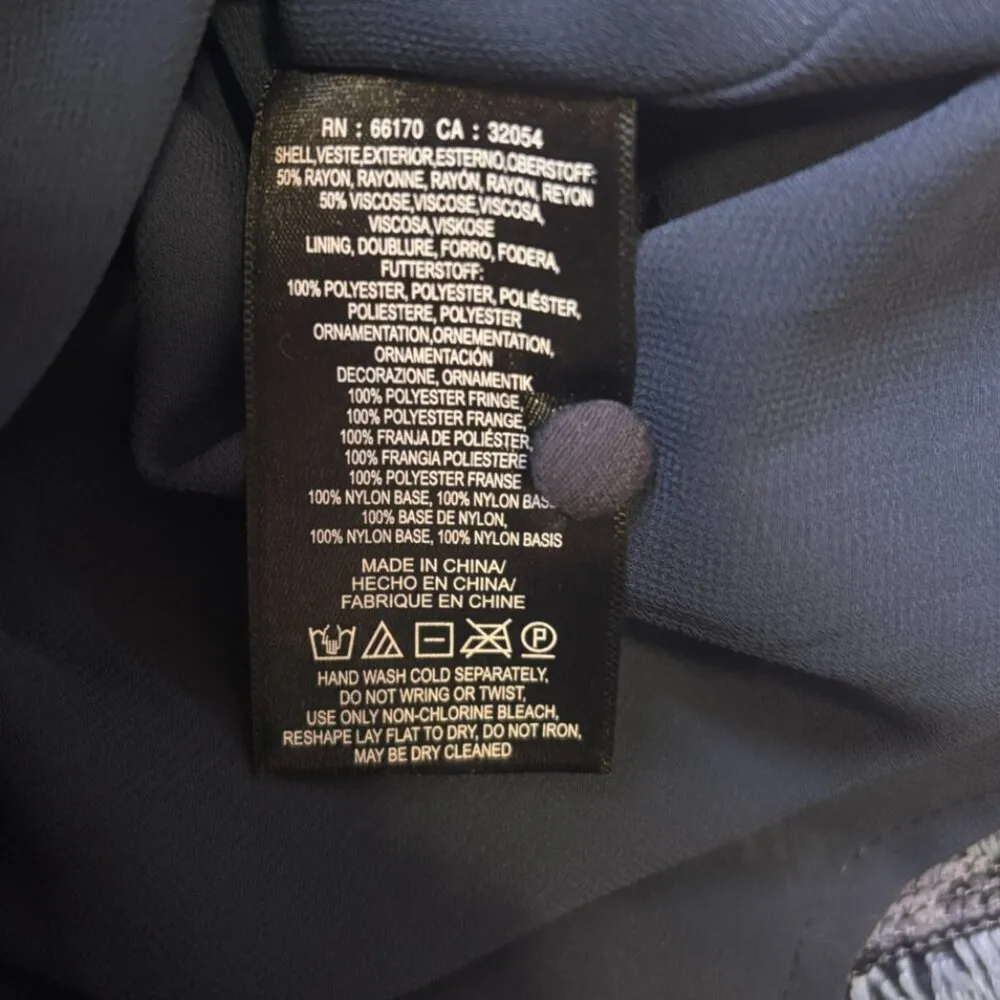 RN : 66170 CA : 32054
SHELL,VESTE,EXTERIOR,ESTERNO,OBERSTOFF:
50% RAYON, RAYONNE, RAYÓN, RAYON, REYON
50% VISCOSE,VISCOSE,VISCOSA,
VISCOSA,VISKOSE
LINING, DOUBLURE, FORRO, FODERA,
FUTTERSTOFF:
100% POLYESTER, POLYESTER, POLIÉSTER,
POLIESTERE, POLYESTER
ORNAMENTATION,ORNEMENTATION,
ORNAMENTACIÓN
DECORAZIONE, ORNAMENTIK
100% POLYESTER FRINGE,
100% POLYESTER FRANGE,
100% FRANJA DE POLIÉSTER,
100% FRANGIA POLIESTERE
100% POLYESTER FRANSE
100% NYLON BASE, 100% NYLON
100% BASE DE NYLON,
100% NYLON BASE, 100% NYLON BASIS
MADE IN CHINA/
HECHO EN CHINA/
FABRIQUE EN CHINE
P
HAND WASH COLD SEPARATELY,
DO NOT WRING OR TWIST,
USE ONLY NON-CHLORINE BLEACH,
RESHAPE LAY FLAT TO DRY, DO NOT IRON,
MAY BE DRY CLEANED